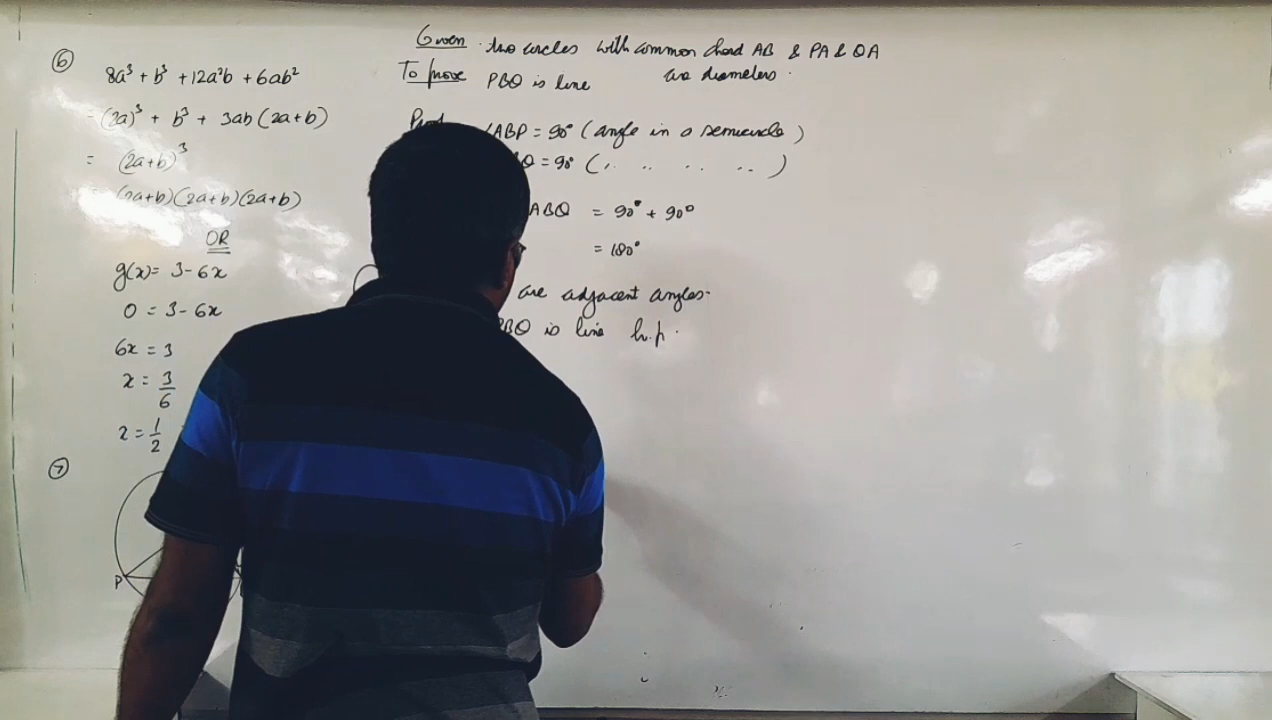 6
8a³ + b³ + 12a²b + 6ab²
= (2a)³ + b³ + 3ab(2a+b)
= (2a+b)³
(2a+b)(2a+b)(2a+b)
OR
g(x) = 3-6x
0 = 3-6x
6x = 3
x = 3/6
x = 1/2
7
P
Given two circles with common chord AB & PA & QA
are diameters.
To prove PBQ is line
∠ABP = 90° (angle in a semicircle)
Q = 90° (.. .. .. ..)
ABQ = 90° + 90°
= 180°
are adjacent angles.
PBQ is line h.p.